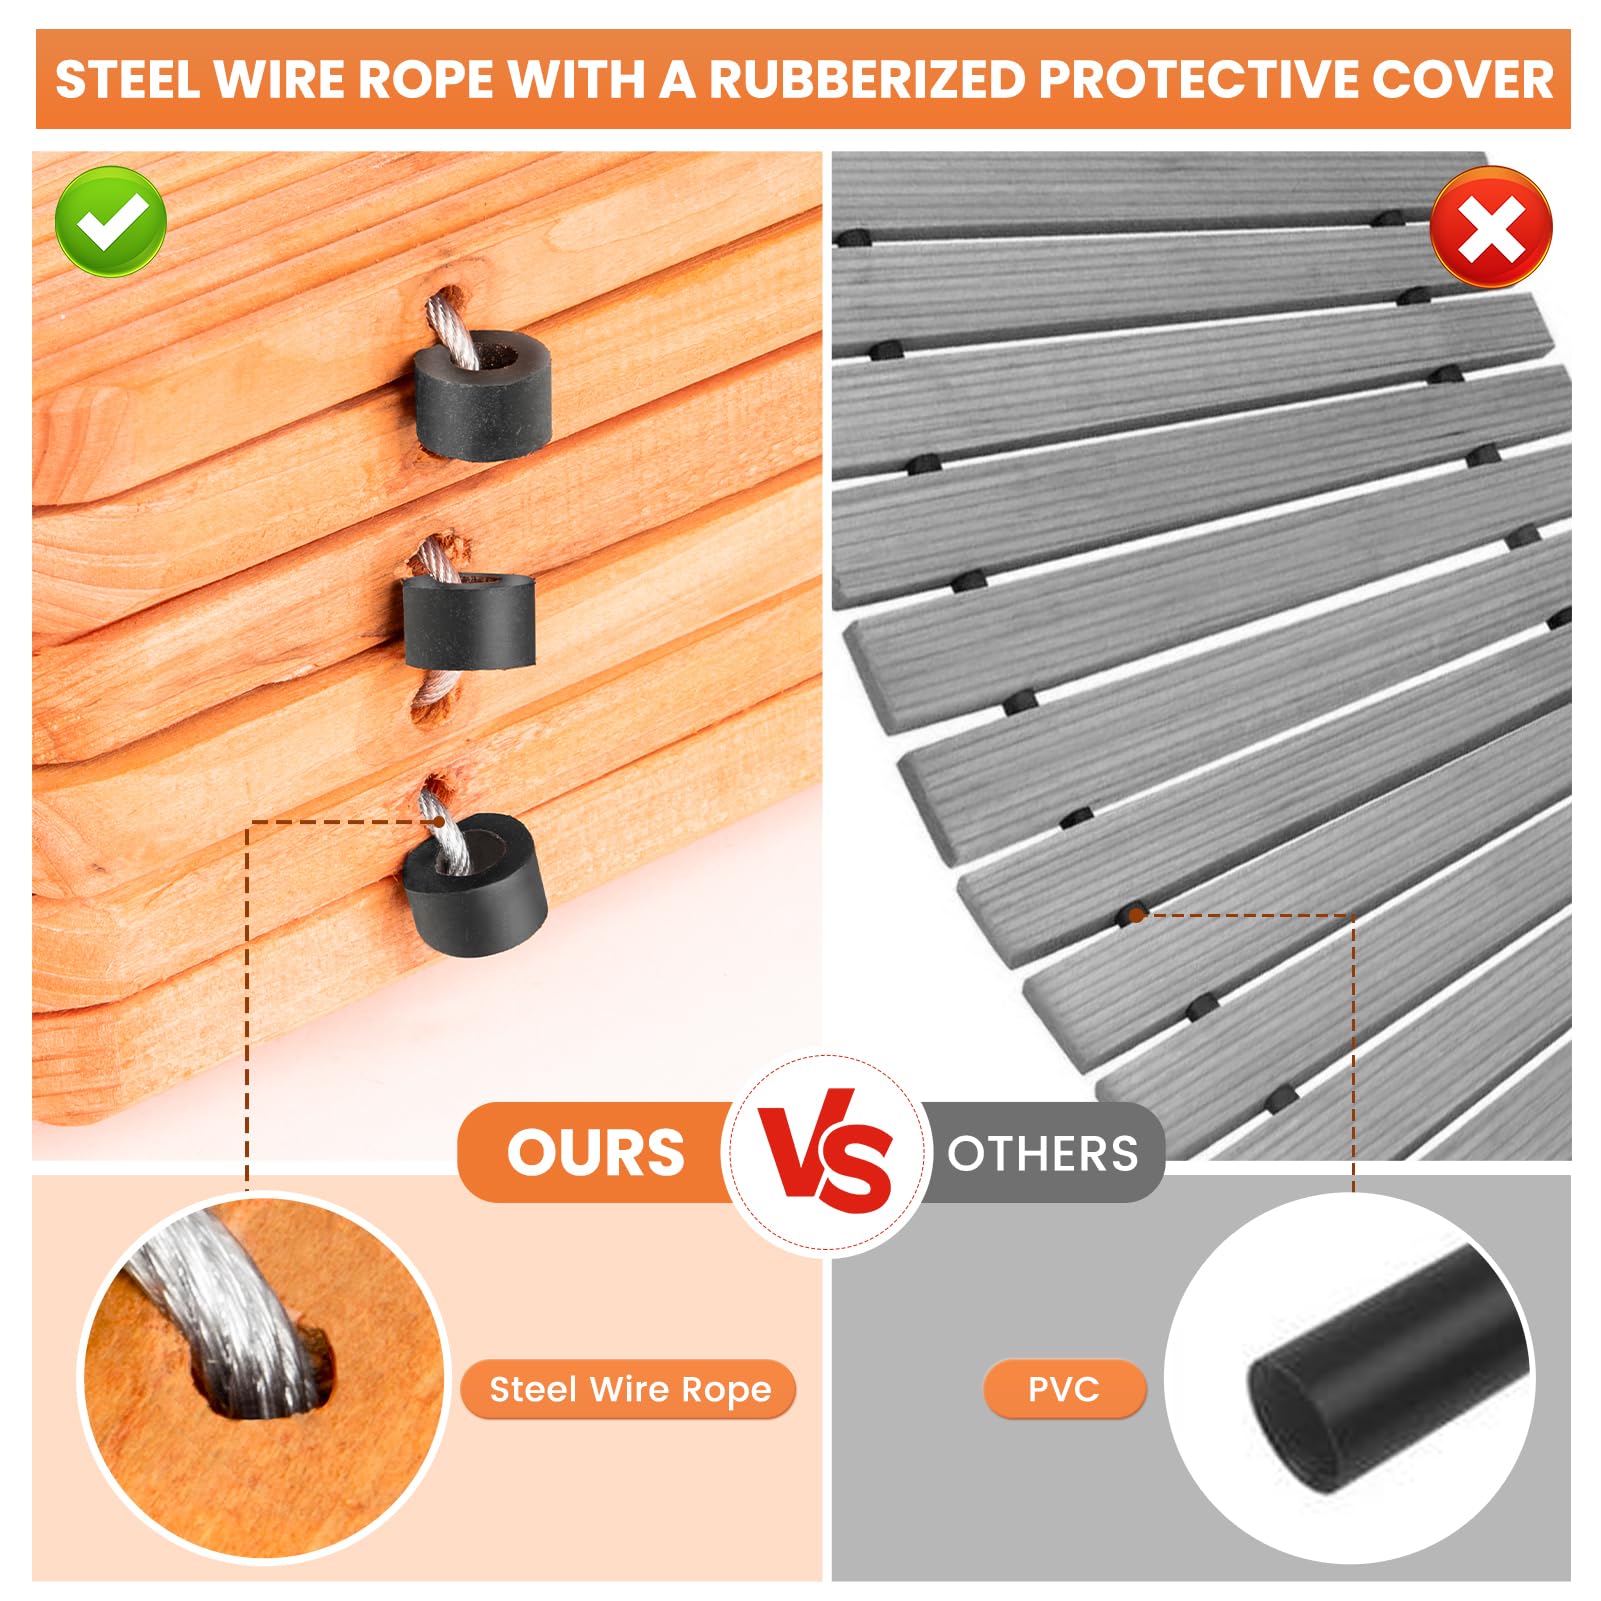 STEEL WIRE ROPE WITH A RUBBERIZED PROTECTIVE COVER
OURS
VS
OTHERS
Steel Wire Rope
PVC